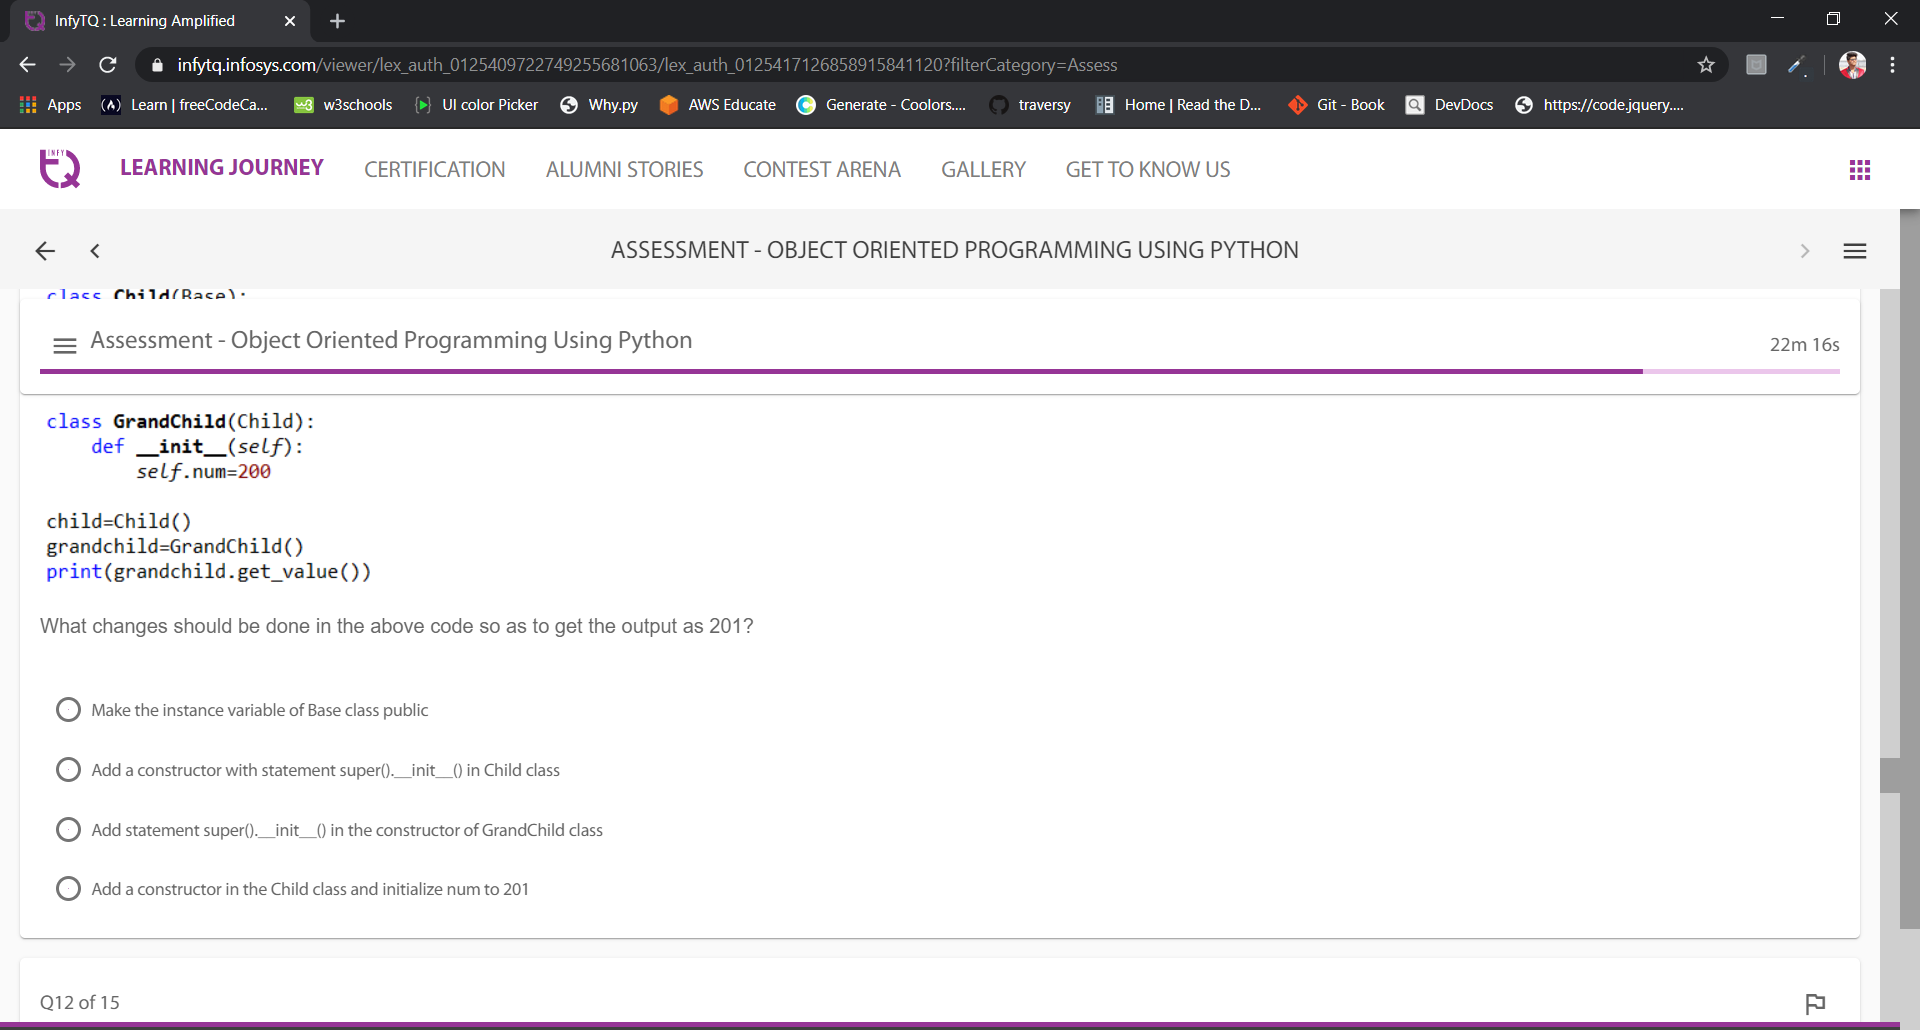 InfyTQ : Learning Amplified
infytq.infosys.com/viewer/lex_auth_0125409722749255681063/lex_auth_0125417126858915841120?filterCategory=Assess
Apps Learn | freeCodeCa... w3schools UI color Picker Why.py AWS Educate Generate - Coolors.... traversy Home | Read the D... Git - Book DevDocs https://code.jquery....
INFY TQ LEARNING JOURNEY CERTIFICATION ALUMNI STORIES CONTEST ARENA GALLERY GET TO KNOW US
ASSESSMENT - OBJECT ORIENTED PROGRAMMING USING PYTHON
class Child(Base):
Assessment - Object Oriented Programming Using Python
22m 16s
class GrandChild(Child):
def __init__(self):
self.num=200
child=Child()
grandchild=GrandChild()
print(grandchild.get_value())
What changes should be done in the above code so as to get the output as 201?
Make the instance variable of Base class public
Add a constructor with statement super().__init__() in Child class
Add statement super().__init__() in the constructor of GrandChild class
Add a constructor in the Child class and initialize num to 201
Q12 of 15